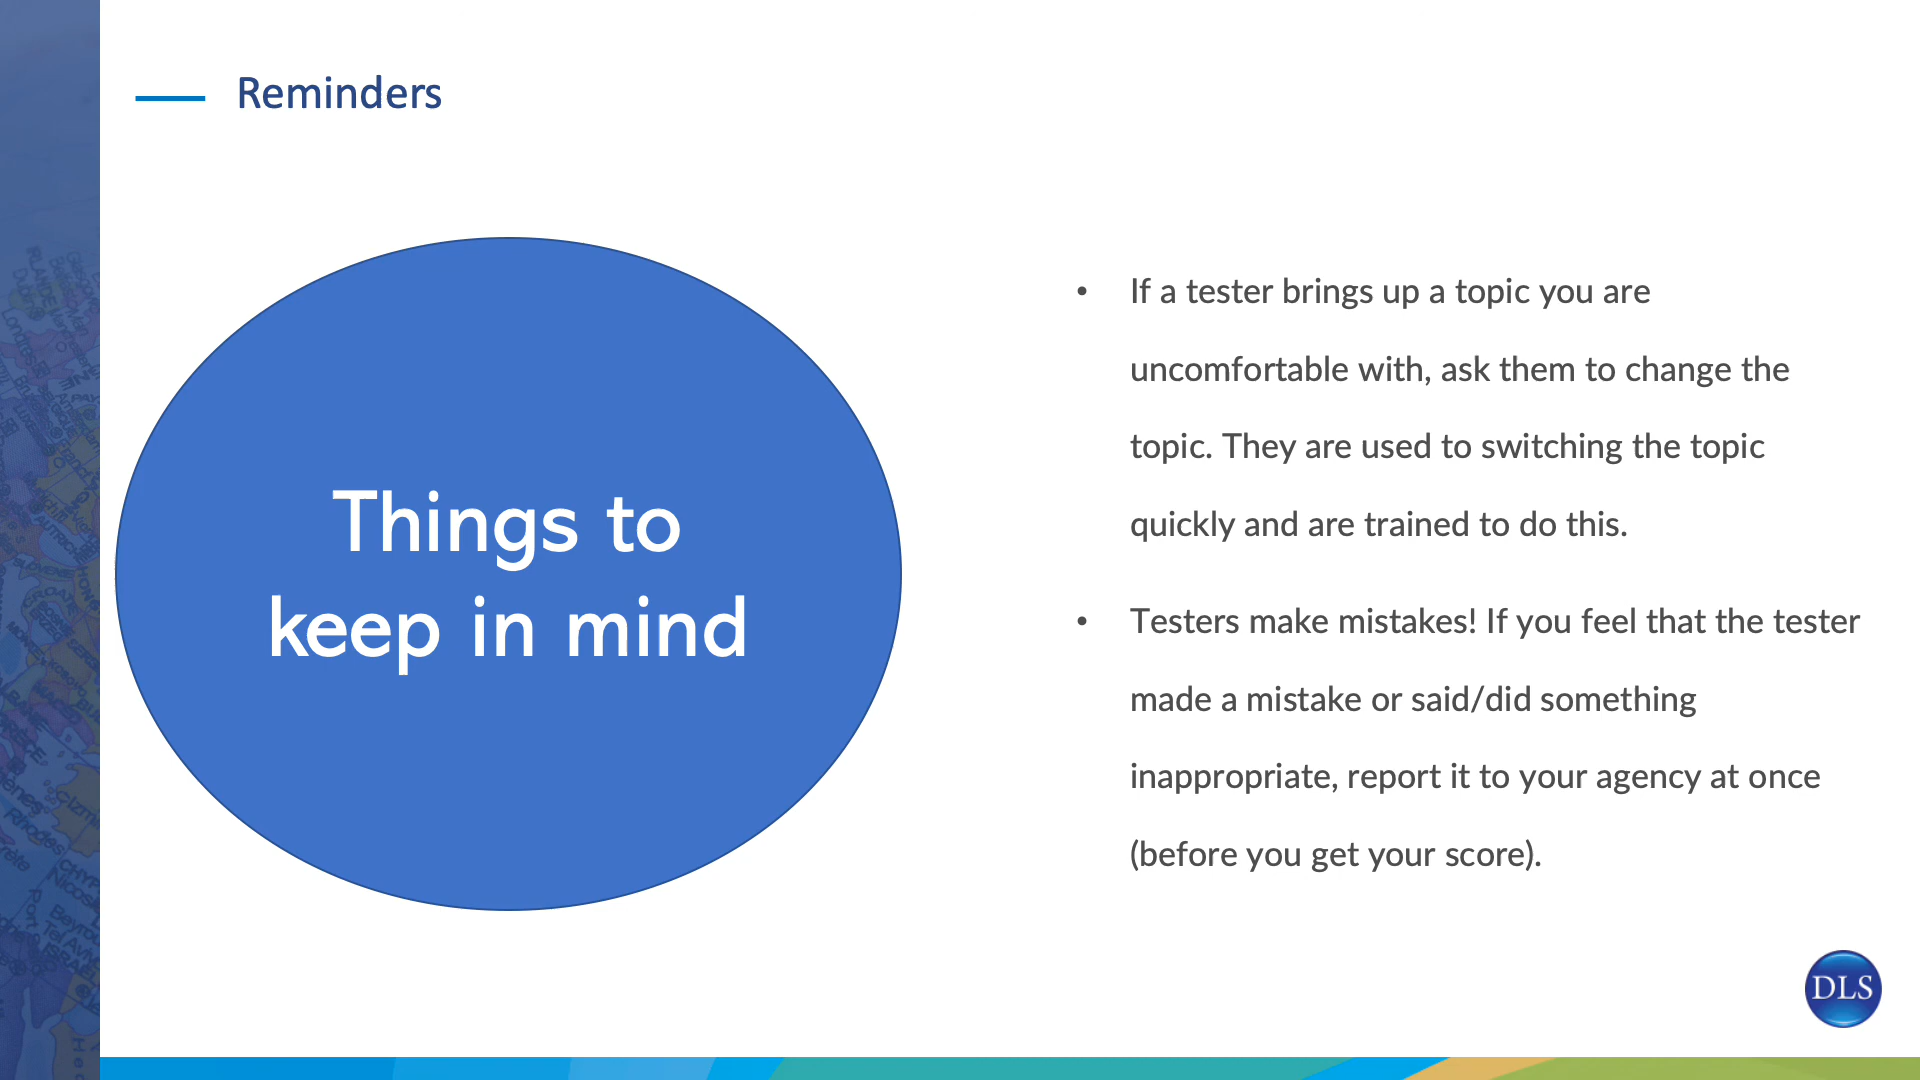 Reminders
Things to
keep in mind
• If a tester brings up a topic you are
uncomfortable with, ask them to change the
topic. They are used to switching the topic
quickly and are trained to do this.
• Testers make mistakes! If you feel that the tester
made a mistake or said/did something
inappropriate, report it to your agency at once
(before you get your score).
DLS